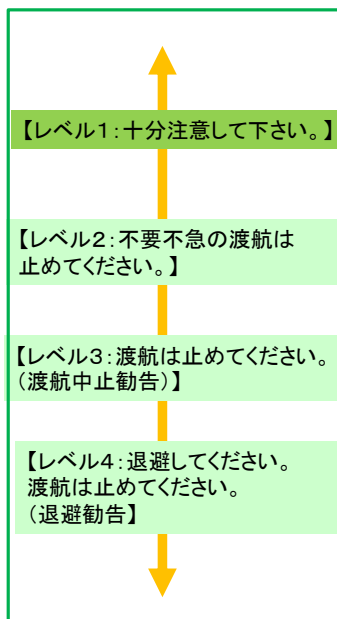 【レベル1：十分注意して下さい。】
【レベル2：不要不急の渡航は
止めてください。】
【レベル3：渡航は止めてください。
（渡航中止勧告）】
【レベル4：退避してください。
渡航は止めてください。
（退避勧告】